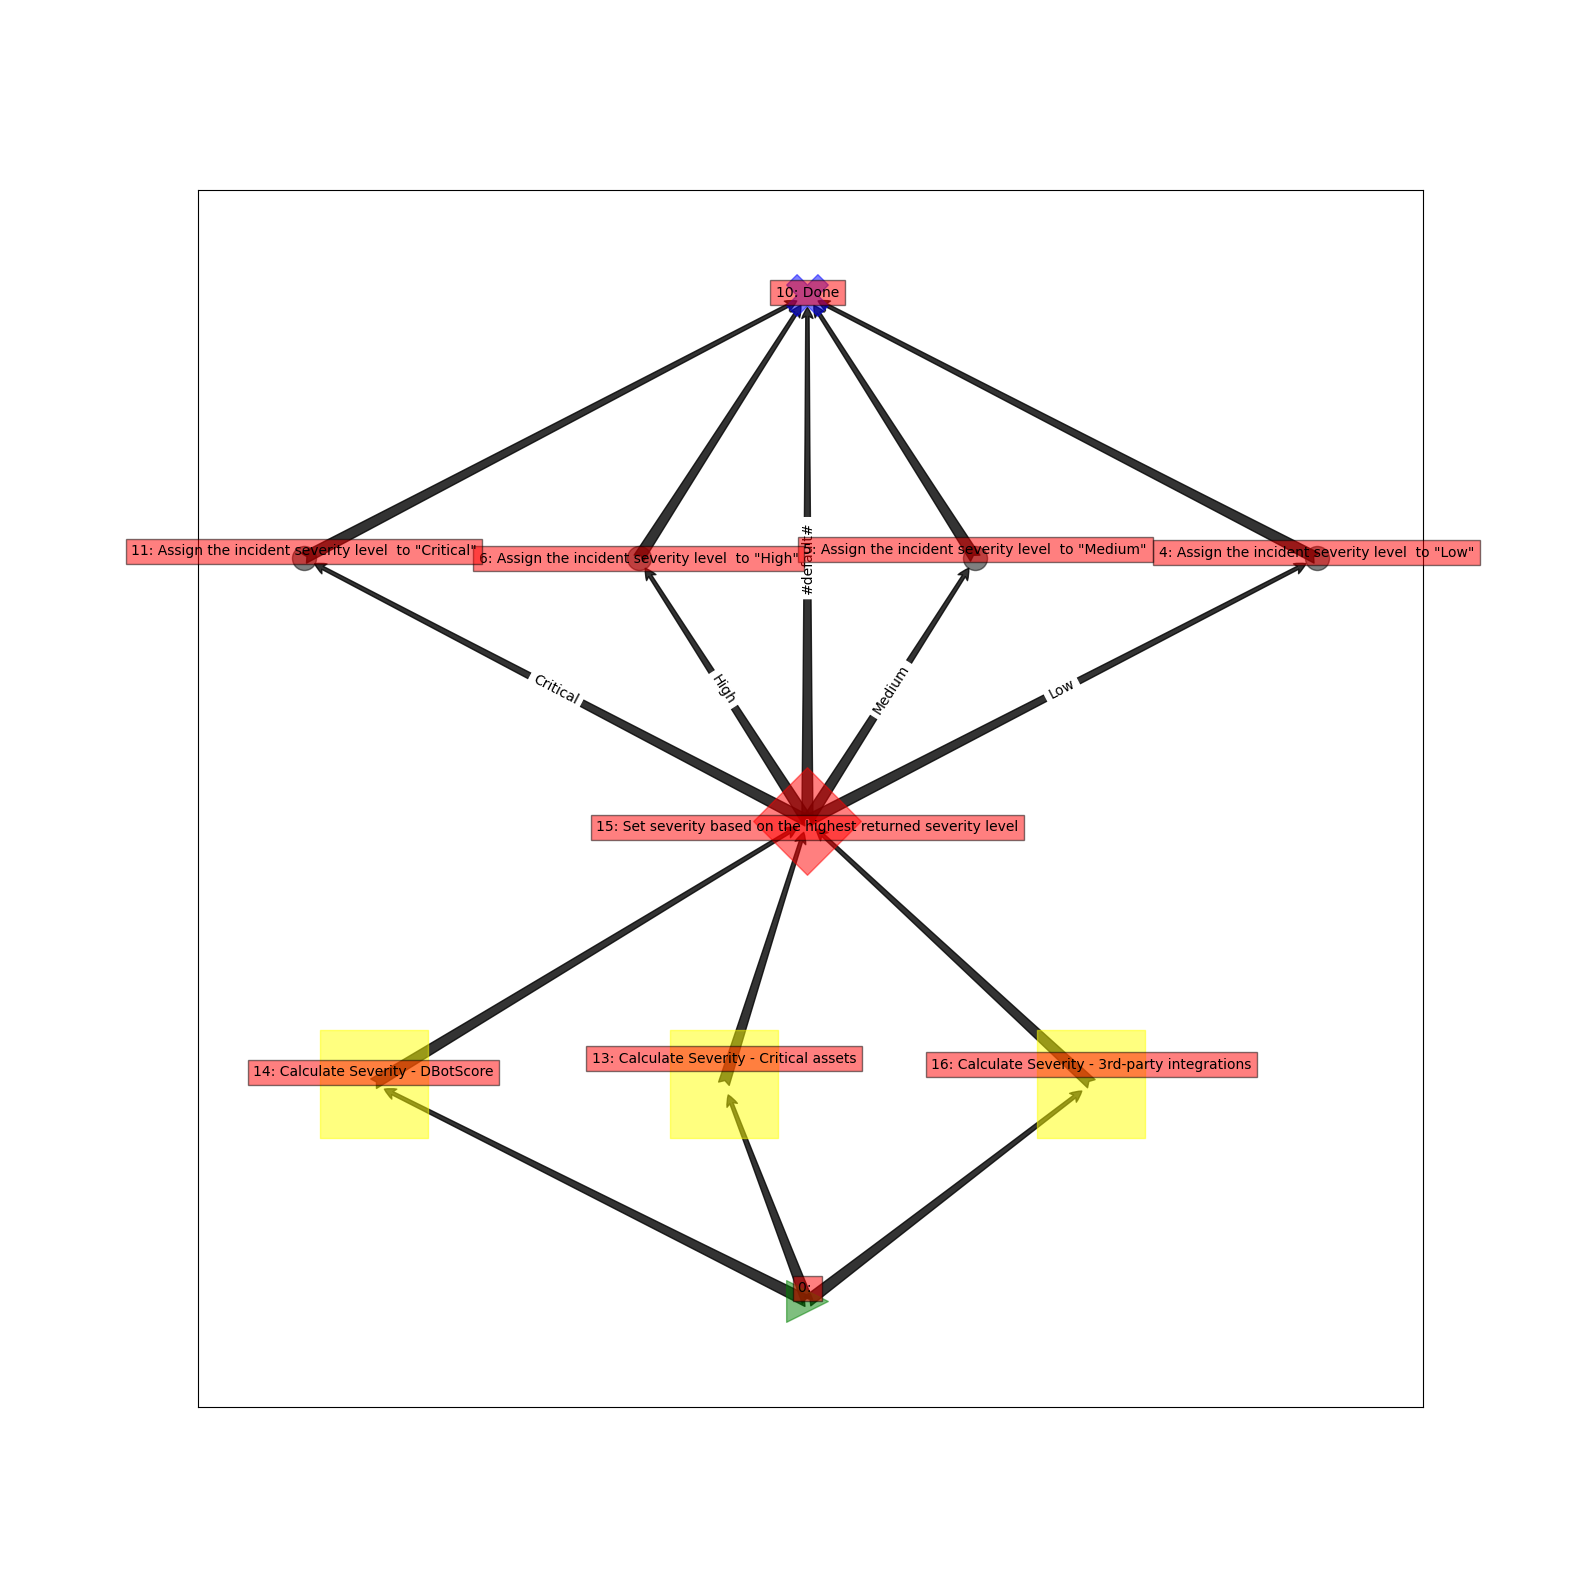 10: Done
11: Assign the incident severity level  to "Critical"
6: Assign the incident severity level  to "High"
#default#
5: Assign the incident severity level  to "Medium"
4: Assign the incident severity level  to "Low"
Critical
High
Medium
Low
15: Set severity based on the highest returned severity level
14: Calculate Severity - DBotScore
13: Calculate Severity - Critical assets
16: Calculate Severity - 3rd-party integrations
0: